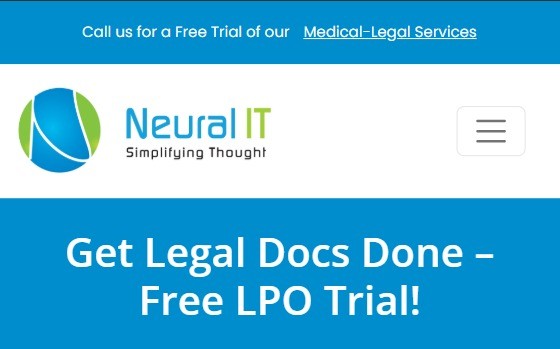 Call us for a Free Trial of our Medical-Legal Services
Neural IT
Simplifying Thought
Get Legal Docs Done –
Free LPO Trial!